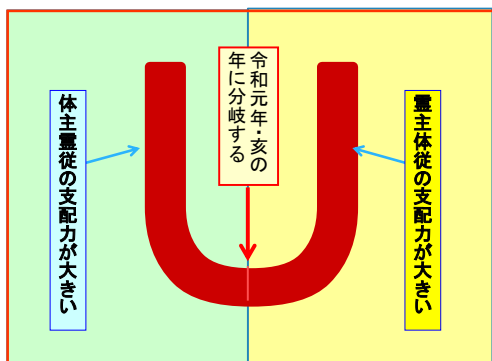 霊主体従の支配力が大きい
令和元年・亥の
年に分岐する
体主霊従の支配力が大きい